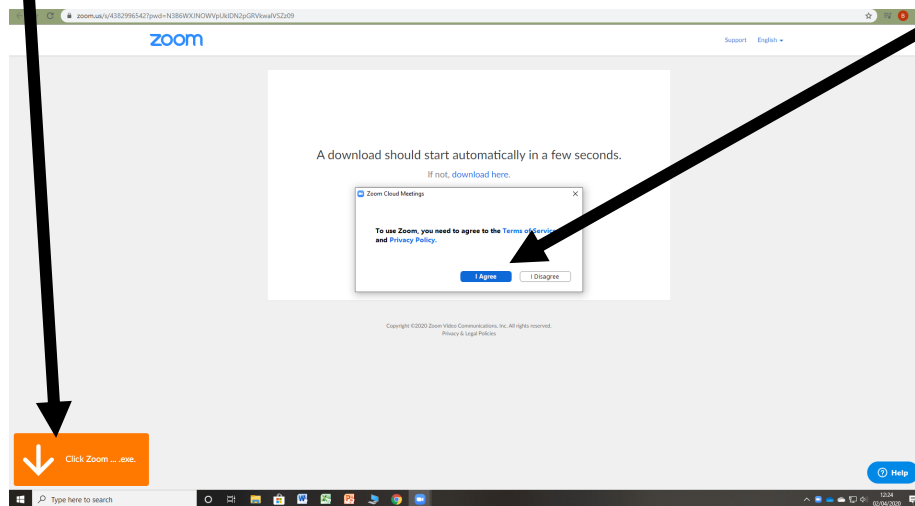 zoom.us/s/4382996542?pwd=N3B6WXJNOWVpUklDN2pGRVkwalVSZz09
B
zoom
Support English
A download should start automatically in a few seconds.
If not, download here.
Zoom Cloud Meetings
To use Zoom, you need to agree to the Terms of Service
and Privacy Policy.
I Agree I Disagree
Copyright ©2020 Zoom Video Communications, Inc. All rights reserved.
Privacy & Legal Policies
Click Zoom ... .exe.
Help
Type here to search
12:24
02/04/2020